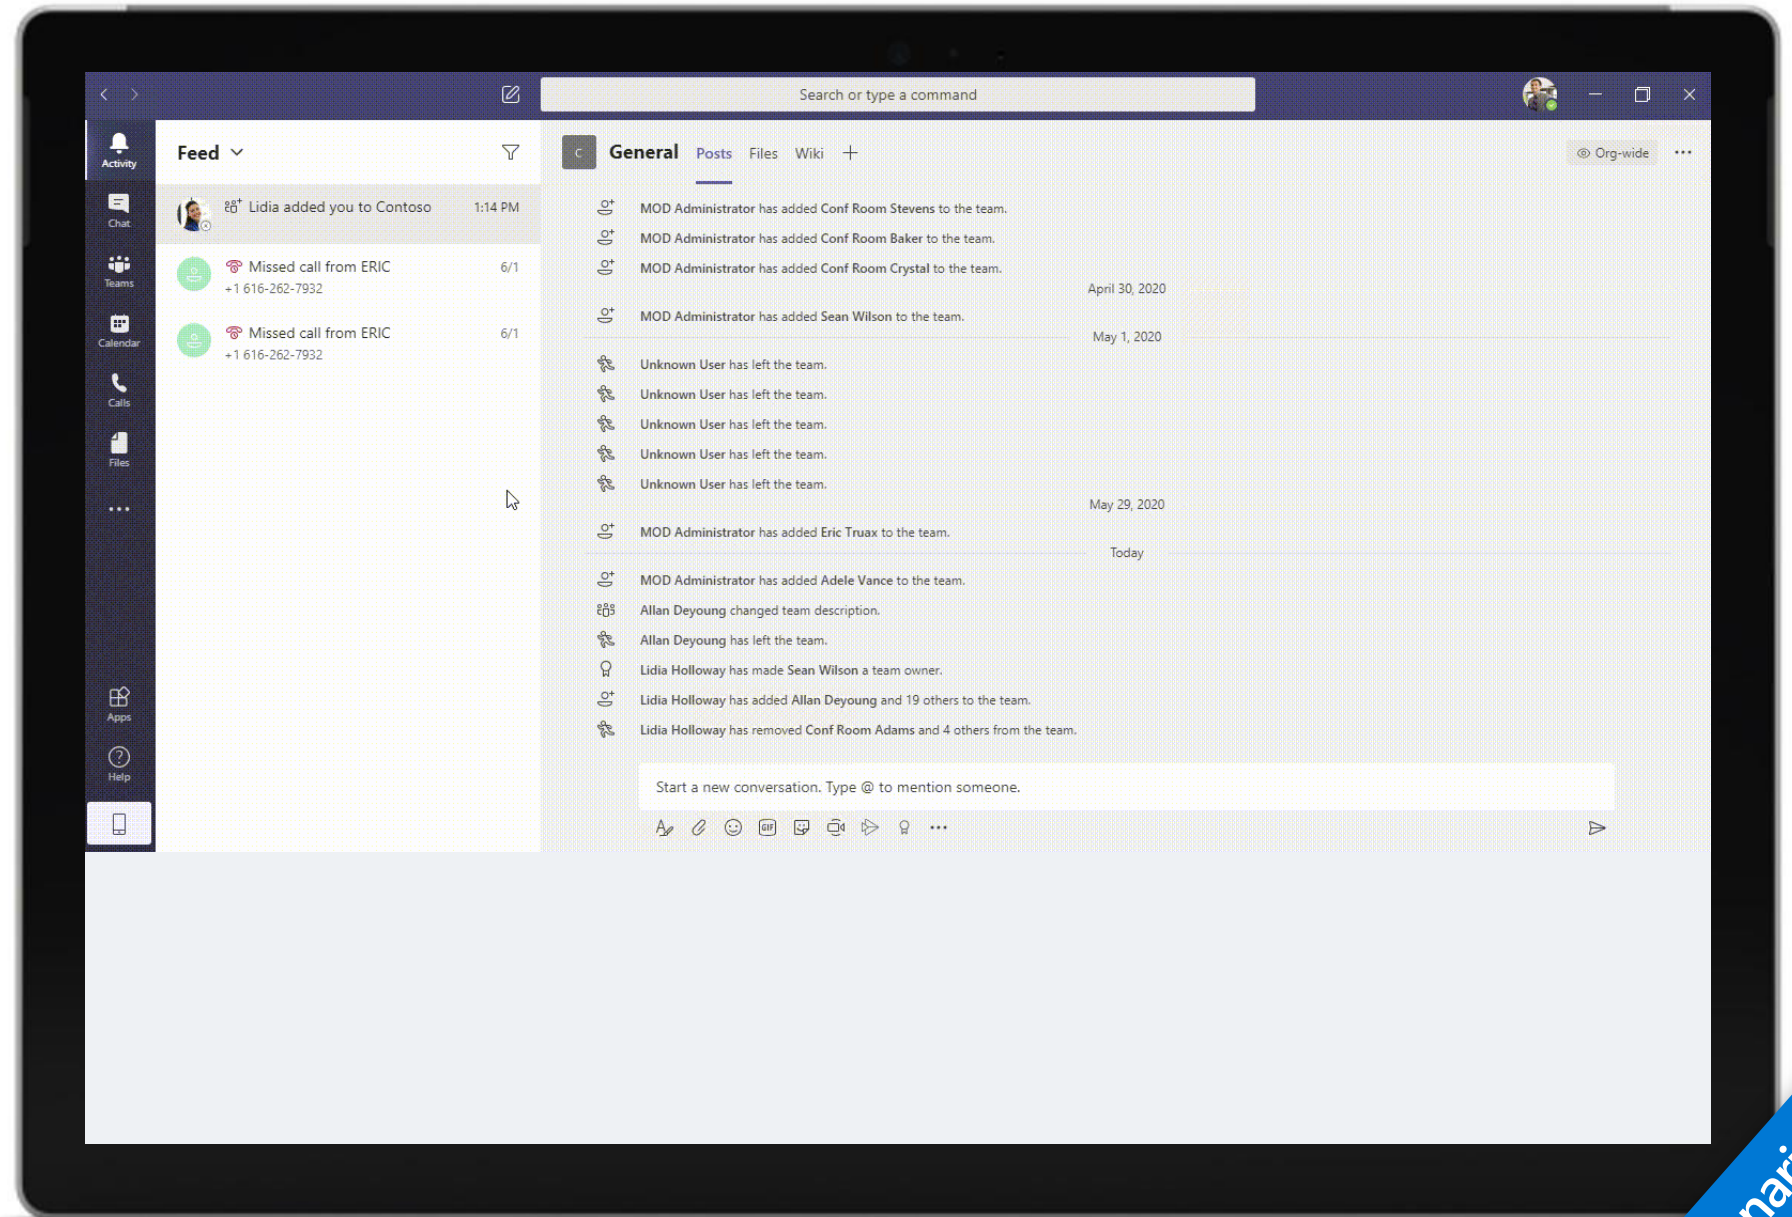 Search or type a command
Activity
Chat
Teams
Calendar
Calls
Files
Apps
Help
Feed
Lidia added you to Contoso 1:14 PM
Missed call from ERIC 6/1
+1 616-262-7932
Missed call from ERIC 6/1
+1 616-262-7932
C General Posts Files Wiki Org-wide
MOD Administrator has added Conf Room Stevens to the team.
MOD Administrator has added Conf Room Baker to the team.
MOD Administrator has added Conf Room Crystal to the team.
April 30, 2020
MOD Administrator has added Sean Wilson to the team.
May 1, 2020
Unknown User has left the team.
Unknown User has left the team.
Unknown User has left the team.
Unknown User has left the team.
Unknown User has left the team.
May 29, 2020
MOD Administrator has added Eric Truax to the team.
Today
MOD Administrator has added Adele Vance to the team.
Allan Deyoung changed team description.
Allan Deyoung has left the team.
Lidia Holloway has made Sean Wilson a team owner.
Lidia Holloway has added Allan Deyoung and 19 others to the team.
Lidia Holloway has removed Conf Room Adams and 4 others from the team.
Start a new conversation. Type @ to mention someone.
GIF